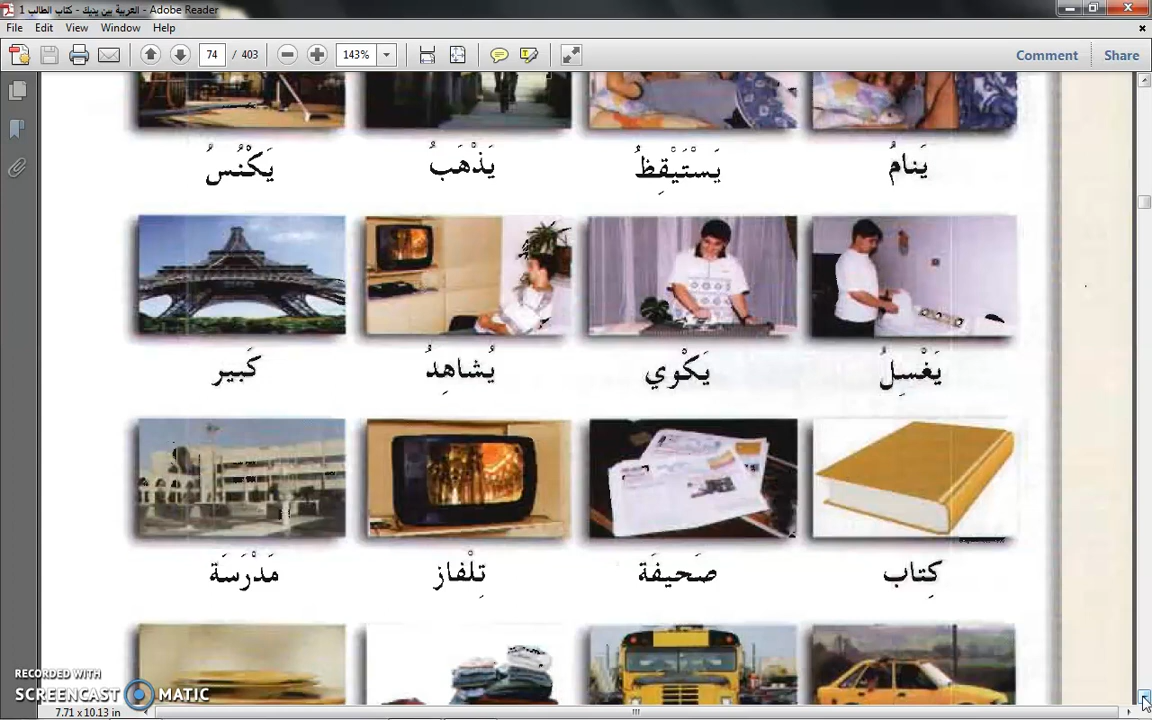 العربية بين يديك - كتاب الطالب 1 - Adobe Reader
File Edit View Window Help
74 / 403 143% Comment Share
يَنامُ يَسْتَيْقِظُ يَذْهَبُ يَكْنُسُ
يَغْسِلُ يَكْوي يُشاهِدُ كَبير
كِتاب صَحيفَة تِلْفاز مَدْرَسَة
RECORDED WITH
SCREENCAST MATIC
7.71 x 10.13 in